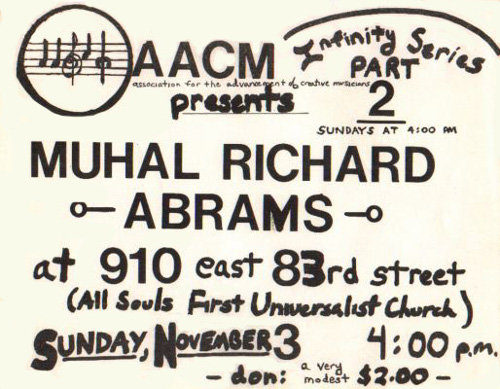 AACM
association for the advancement of creative musicians
presents
Infinity Series
PART
2
SUNDAYS AT 4:00 PM
MUHAL RICHARD
ABRAMS
at 910 east 83rd street
(All Souls First Universalist Church)
SUNDAY, NOVEMBER 3 4:00 p.m.
- don: a very modest $2.00 -